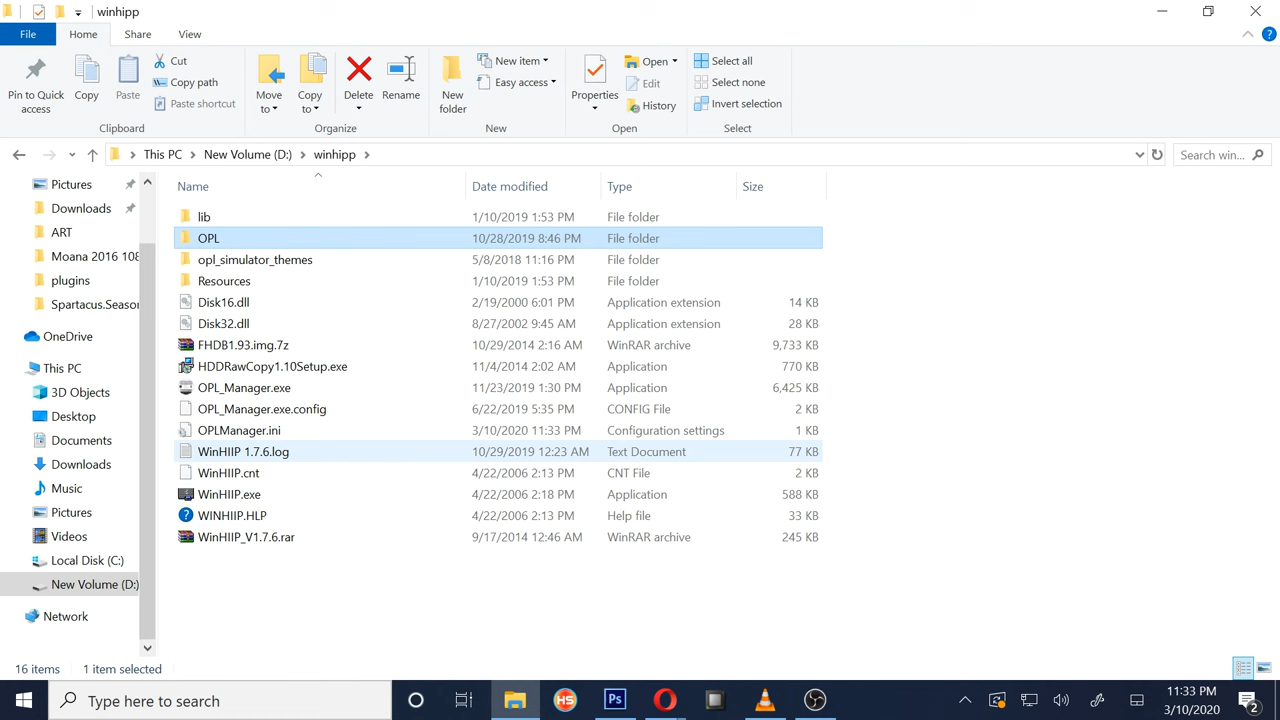 winhipp
File Home Share View
Pin to Quick access
Copy
Paste
Cut
Copy path
Paste shortcut
Clipboard
Move to
Copy to
Delete
Rename
Organize
New folder
New item
Easy access
New
Properties
Open
Edit
History
Open
Select all
Select none
Invert selection
Select
This PC > New Volume (D:) > winhipp >
Search win...
Name Date modified Type Size
Pictures
Downloads
ART
Moana 2016 108
plugins
Spartacus.Season
OneDrive
This PC
3D Objects
Desktop
Documents
Downloads
Music
Pictures
Videos
Local Disk (C:)
New Volume (D:)
Network
lib 1/10/2019 1:53 PM File folder
OPL 10/28/2019 8:46 PM File folder
opl_simulator_themes 5/8/2018 11:16 PM File folder
Resources 1/10/2019 1:53 PM File folder
Disk16.dll 2/19/2000 6:01 PM Application extension 14 KB
Disk32.dll 8/27/2002 9:45 AM Application extension 28 KB
FHDB1.93.img.7z 10/29/2014 2:16 AM WinRAR archive 9,733 KB
HDDRawCopy1.10Setup.exe 11/4/2014 2:02 AM Application 770 KB
OPL_Manager.exe 11/23/2019 1:30 PM Application 6,425 KB
OPL_Manager.exe.config 6/22/2019 5:35 PM CONFIG File 2 KB
OPLManager.ini 3/10/2020 11:33 PM Configuration settings 1 KB
WinHIIP 1.7.6.log 10/29/2019 12:23 AM Text Document 77 KB
WinHIIP.cnt 4/22/2006 2:13 PM CNT File 2 KB
WinHIIP.exe 4/22/2006 2:18 PM Application 588 KB
WINHIIP.HLP 4/22/2006 2:13 PM Help file 33 KB
WinHIIP_V1.7.6.rar 9/17/2014 12:46 AM WinRAR archive 245 KB
16 items 1 item selected
Type here to search
HS
Ps
11:33 PM
3/10/2020
2